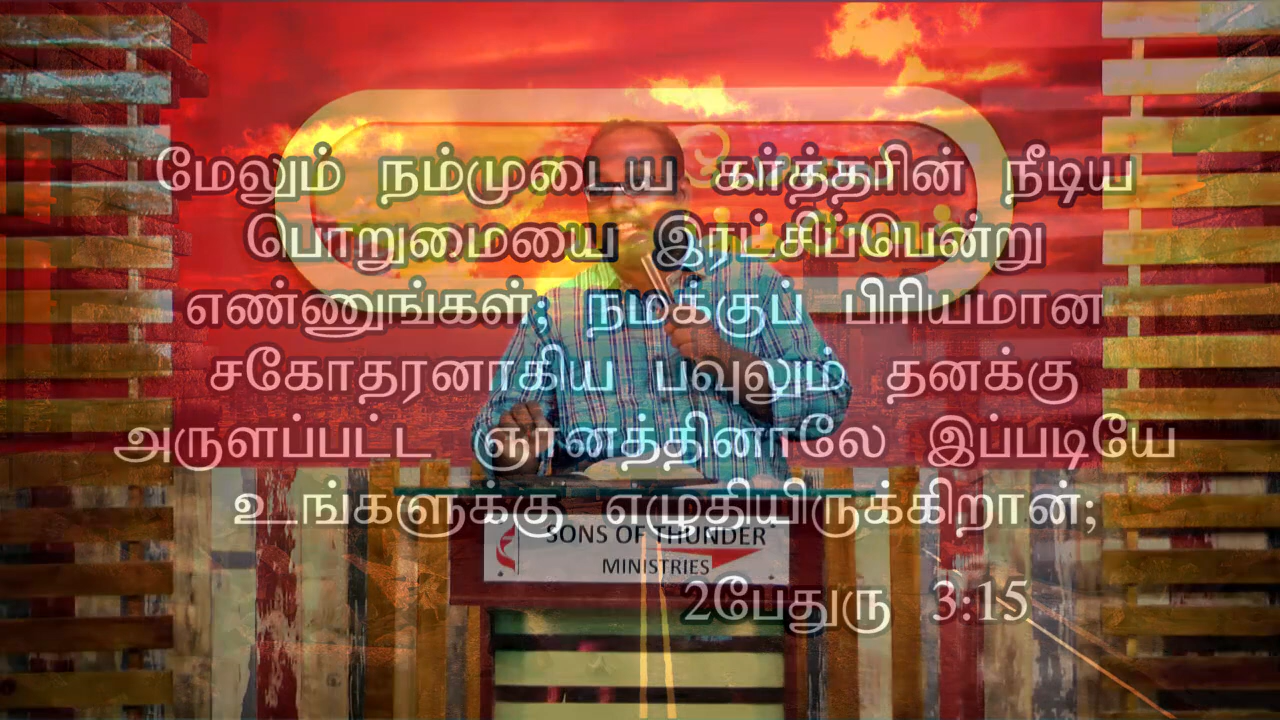 மேலும் நம்முடைய கர்த்தரின் நீடிய
பொறுமையை இரட்சிப்பென்று
எண்ணுங்கள்; நமக்குப் பிரியமான
சகோதரனாகிய பவுலும் தனக்கு
அருளப்பட்ட ஞானத்தினாலே இப்படியே
உங்களுக்கு எழுதியிருக்கிறான்;
SONS OF THUNDER
MINISTRIES
2பேதுரு 3:15